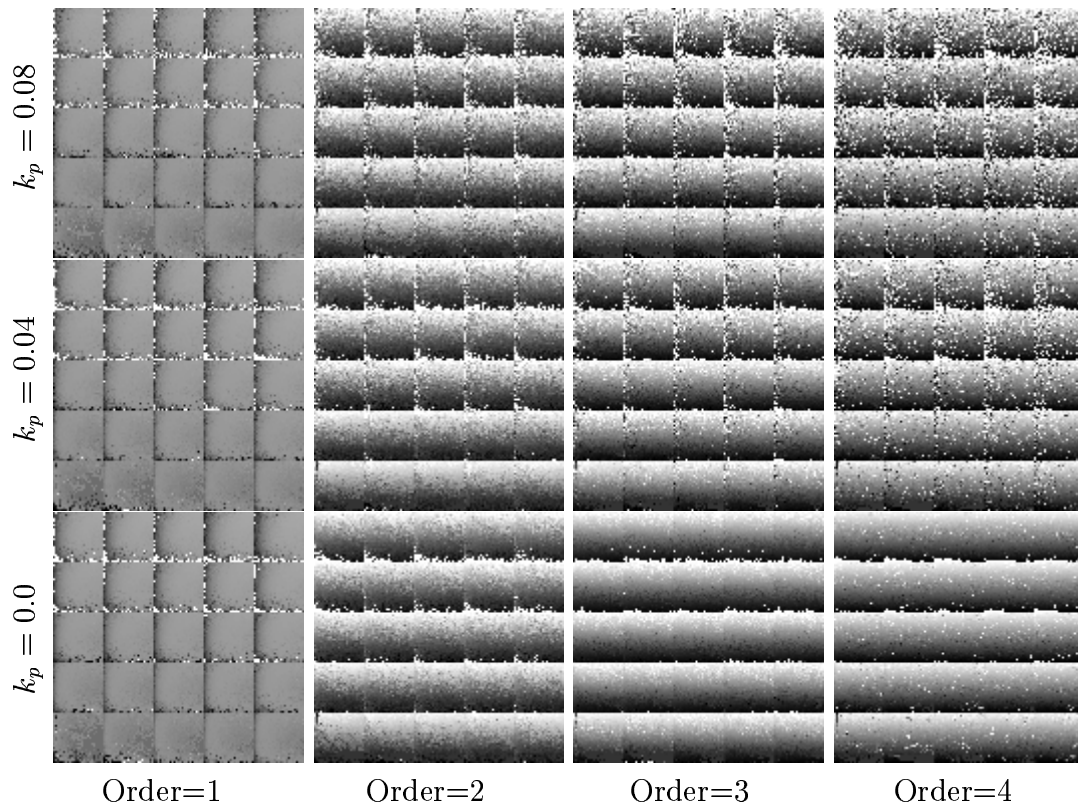 k_p = 0.08
k_p = 0.04
k_p = 0.0
Order=1 Order=2 Order=3 Order=4